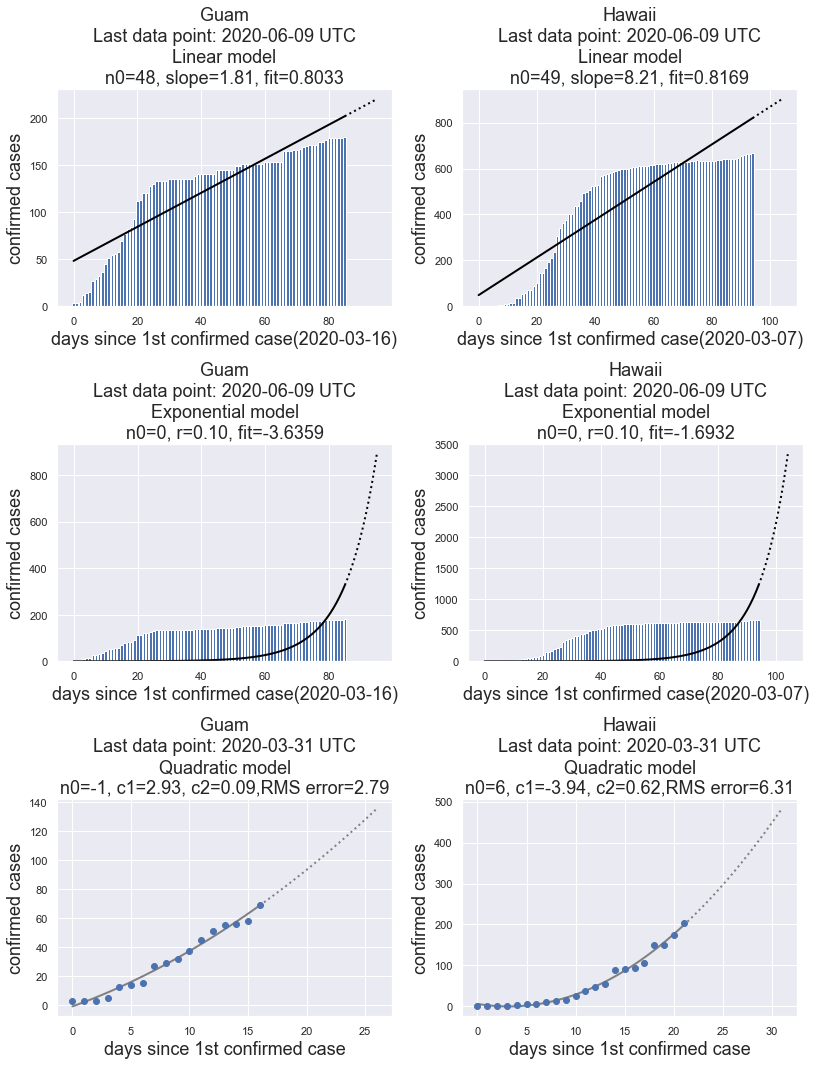 Guam
Last data point: 2020-06-09 UTC
Linear model
n0=48, slope=1.81, fit=0.8033
confirmed cases
200
150
100
50
0
0
20
40
60
80
days since 1st confirmed case(2020-03-16)
Hawaii
Last data point: 2020-06-09 UTC
Linear model
n0=49, slope=8.21, fit=0.8169
confirmed cases
800
600
400
200
0
0
20
40
60
80
100
days since 1st confirmed case(2020-03-07)
Guam
Last data point: 2020-06-09 UTC
Exponential model
n0=0, r=0.10, fit=-3.6359
confirmed cases
800
600
400
200
0
0
20
40
60
80
days since 1st confirmed case(2020-03-16)
Hawaii
Last data point: 2020-06-09 UTC
Exponential model
n0=0, r=0.10, fit=-1.6932
confirmed cases
3500
3000
2500
2000
1500
1000
500
0
0
20
40
60
80
100
days since 1st confirmed case(2020-03-07)
Guam
Last data point: 2020-03-31 UTC
Quadratic model
n0=-1, c1=2.93, c2=0.09,RMS error=2.79
confirmed cases
140
120
100
80
60
40
20
0
0
5
10
15
20
25
days since 1st confirmed case
Hawaii
Last data point: 2020-03-31 UTC
Quadratic model
n0=6, c1=-3.94, c2=0.62,RMS error=6.31
confirmed cases
500
400
300
200
100
0
0
5
10
15
20
25
30
days since 1st confirmed case